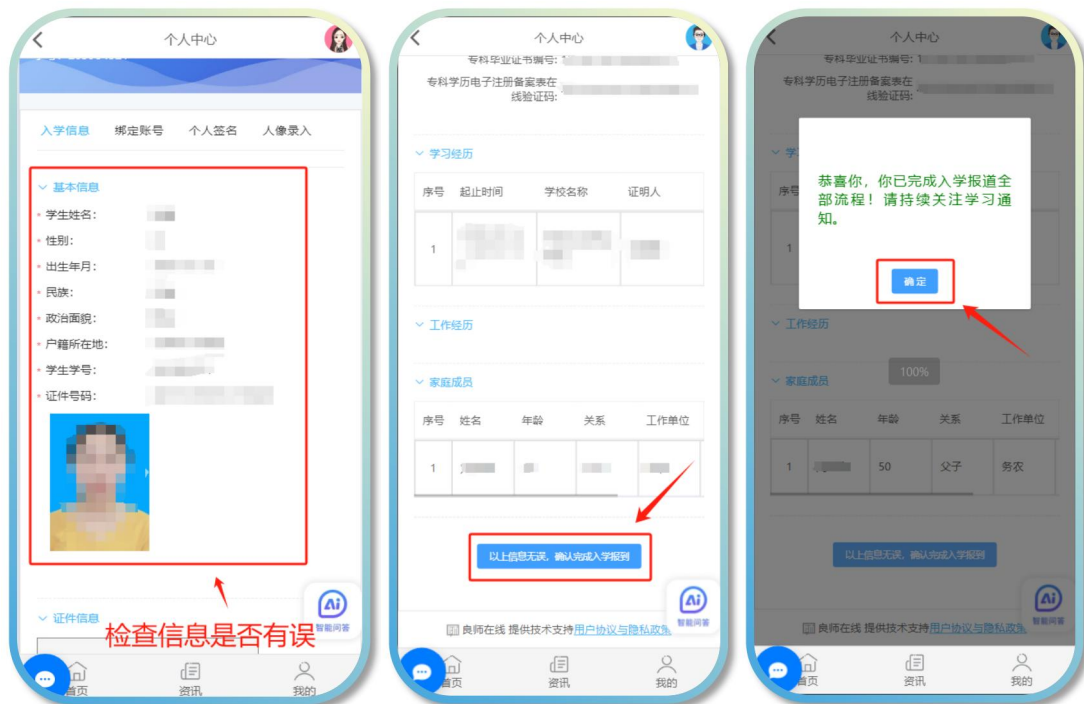 个人中心
入学信息 绑定账号 个人签名 人像录入
基本信息
* 学生姓名：
* 性别：
* 出生年月：
* 民族：
* 政治面貌：
* 户籍所在地：
* 学生学号：
* 证件号码：
证件信息
检查信息是否有误
Ai
智能问答
首页 资讯 我的
个人中心
专科毕业证书编号: 1
专科学历电子注册备案表在
线验证码:
学习经历
序号 起止时间 学校名称 证明人
1
工作经历
家庭成员
序号 姓名 年龄 关系 工作单位
1
以上信息无误，确认完成入学报到
Ai
智能问答
良师在线 提供技术支持用户协议与隐私政策
首页 资讯 我的
个人中心
专科毕业证书编号: 1
专科学历电子注册备案表在
线验证码:
恭喜你，你已完成入学报道全
部流程！请持续关注学习通
知。
确定
学
序号
1
工作经历
100%
家庭成员
序号 姓名 年龄 关系 工作单位
1 50 父子 务农
以上信息无误，确认完成入学报到
Ai
智能问答
良师在线 提供技术支持用户协议与隐私政策
首页 资讯 我的